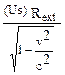 (Us) R_ext
√(1 - v²/c²)